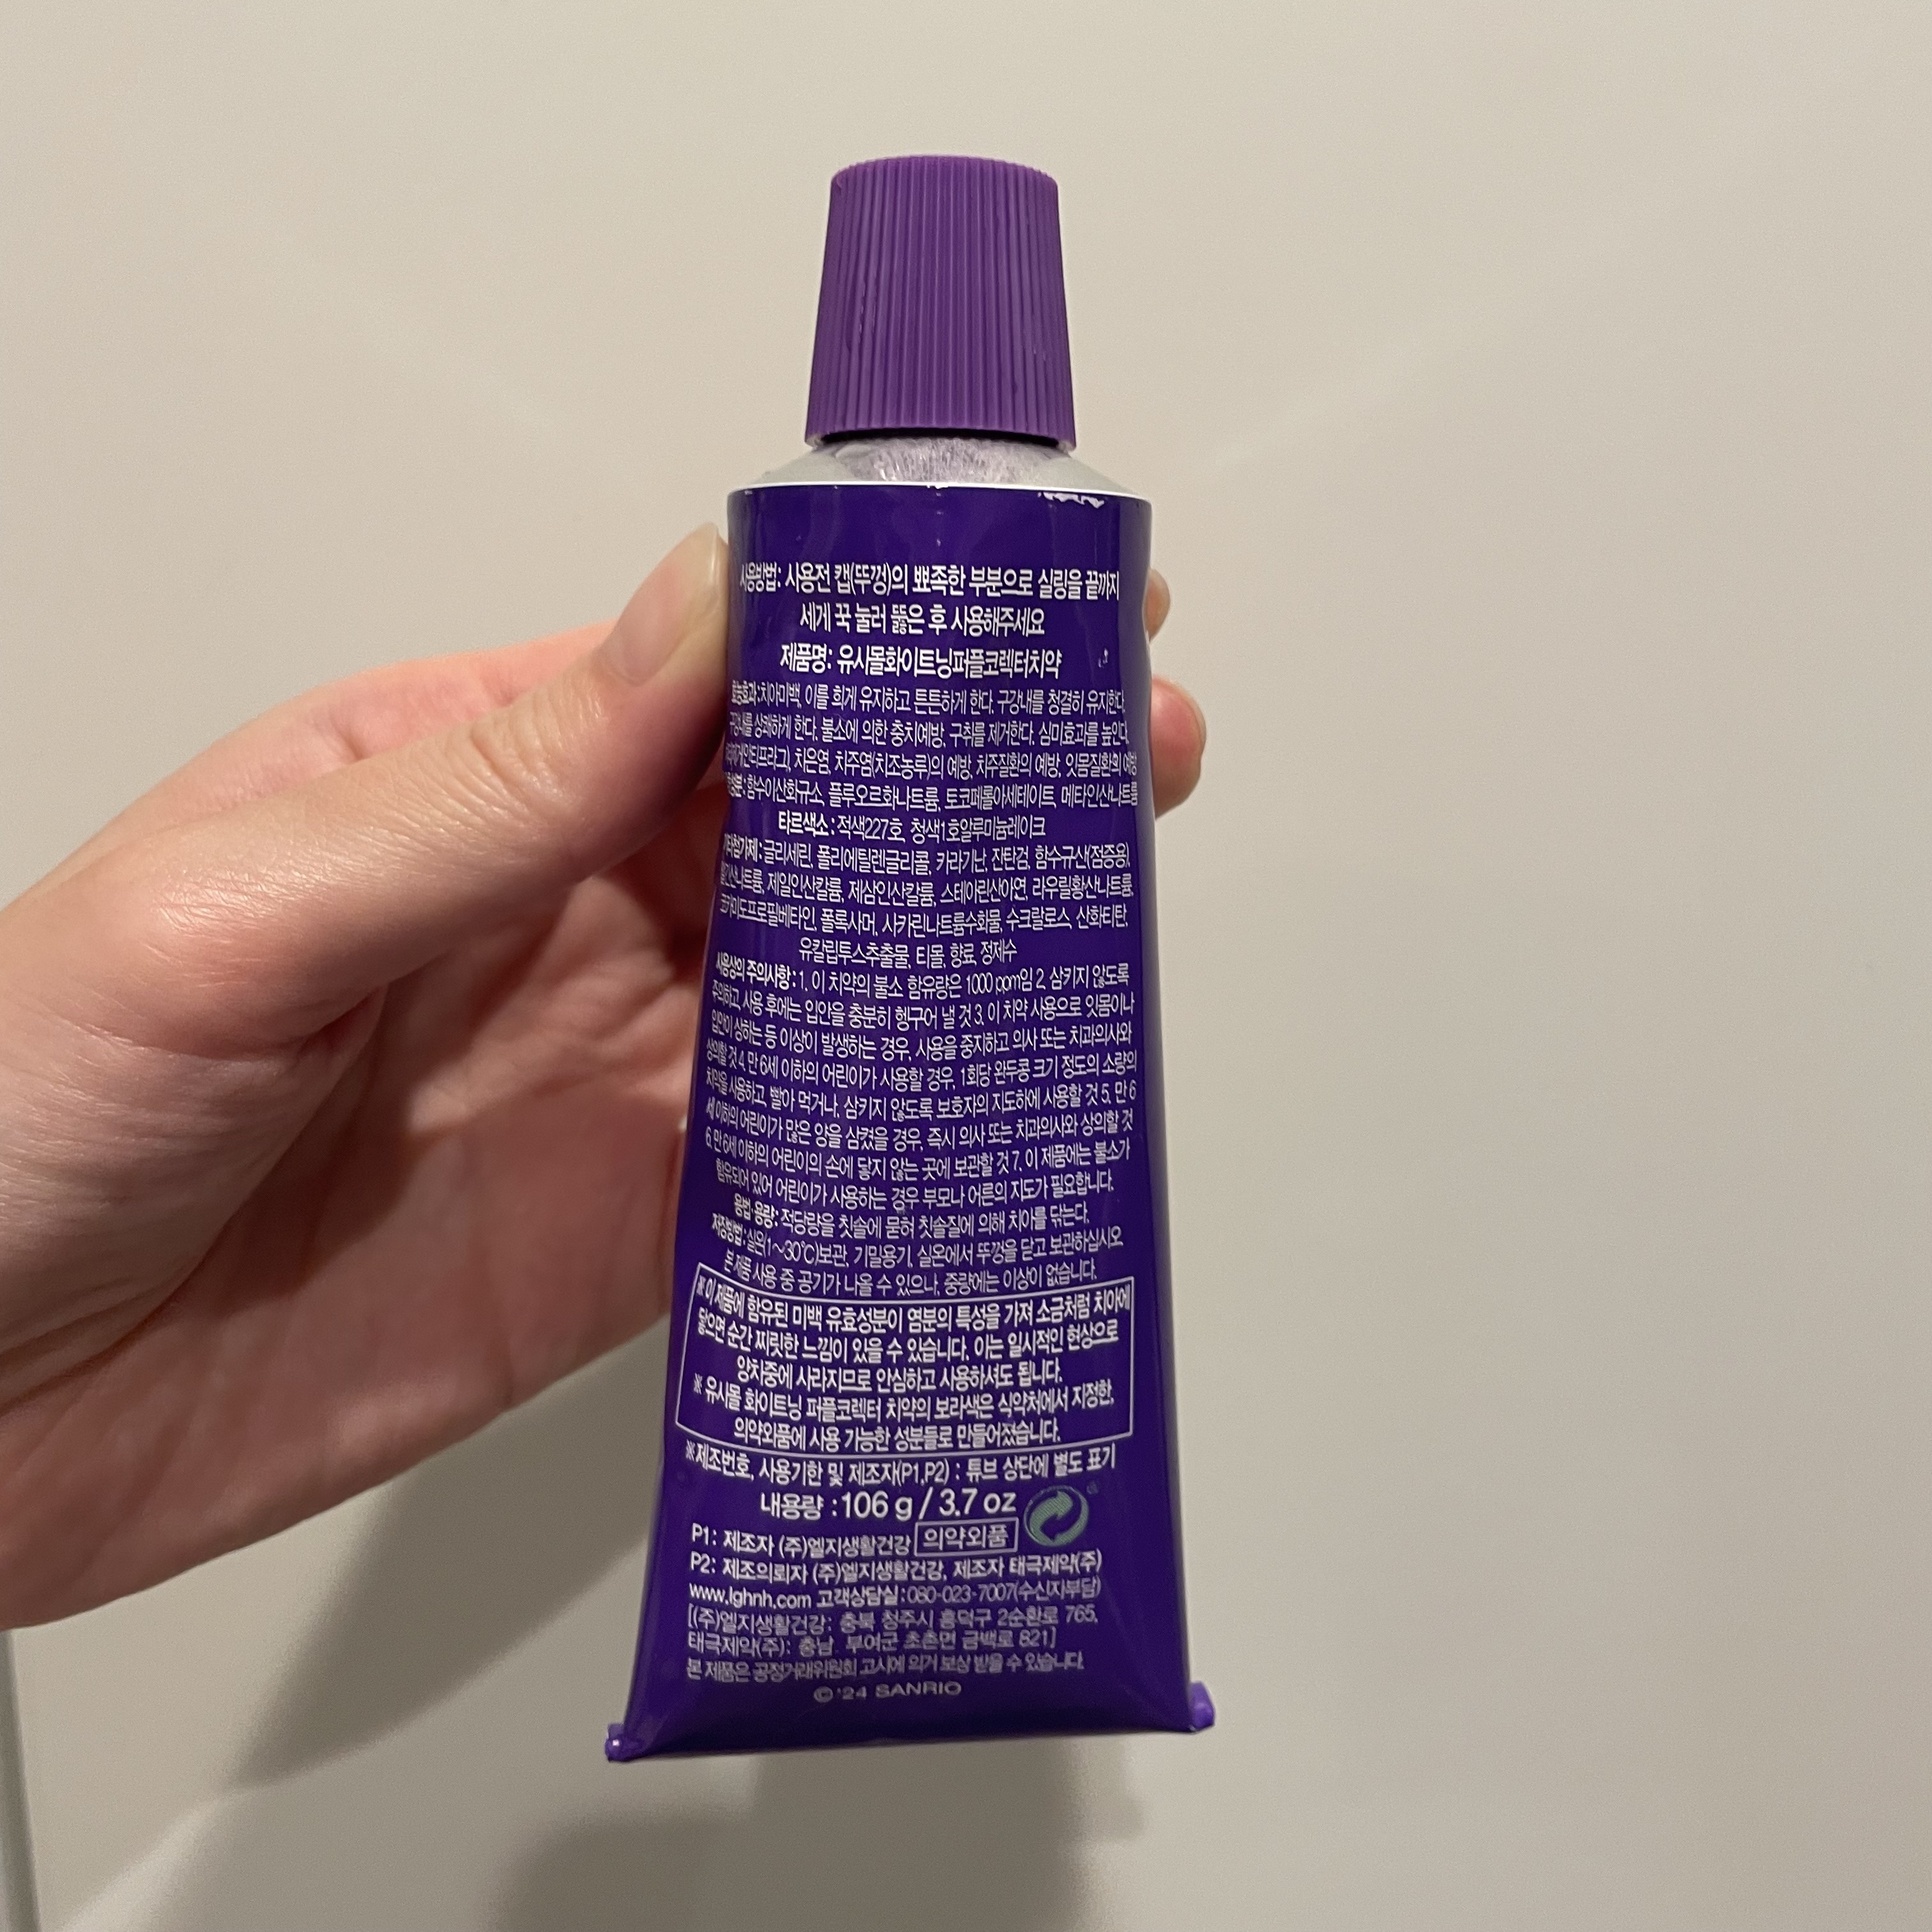 사용방법: 사용전 캡(뚜껑)의 뾰족한 부분으로 실링을 끝까지
세게 꾹 눌러 뚫은 후 사용해주세요
제품명: 유시몰화이트닝퍼플코렉터치약
효능효과:치아미백, 이를 희게 유지하고 튼튼하게 한다. 구강내를 청결히 유지한다.
구강내를 상쾌하게 한다. 불소에 의한 충치예방, 구취를 제거한다. 심미효과를 높인다.
치은염, 치주염(치조농루)의 예방, 치주질환의 예방, 잇몸질환의 예방
함수이산화규소, 플루오르화나트륨, 토코페롤아세테이트, 메타인산나트륨
타르색소: 적색227호, 청색1호알루미늄레이크
기타첨가제: 글리세린, 폴리에틸렌글리콜, 카라기난, 잔탄검, 함수규산(점증용),
제일인산칼륨, 제삼인산칼륨, 스테아린산아연, 라우릴황산나트륨,
폴록사머, 사카린나트륨수화물, 수크랄로스, 산화티탄,
유칼립투스추출물, 티몰, 향료, 정제수
사용상의 주의사항: 1. 이 치약의 불소 함유량은 1000 ppm임 2. 삼키지 않도록
주의하고, 사용 후에는 입안을 충분히 헹구어 낼 것 3. 이 치약 사용으로 잇몸이나
입안이 상하는 등 이상이 발생하는 경우, 사용을 중지하고 의사 또는 치과의사와
상의할 것 4. 만 6세 이하의 어린이가 사용할 경우, 1회당 완두콩 크기 정도의 소량의
치약을 사용하고, 빨아 먹거나, 삼키지 않도록 보호자의 지도하에 사용할 것 5. 만 6
세 이하의 어린이가 많은 양을 삼켰을 경우, 즉시 의사 또는 치과의사와 상의할 것
6. 만 6세 이하의 어린이의 손에 닿지 않는 곳에 보관할 것 7. 이 제품에는 불소가
함유되어 있어 어린이가 사용하는 경우 부모나 어른의 지도가 필요합니다.
용법·용량: 적당량을 칫솔에 묻혀 칫솔질에 의해 치아를 닦는다.
저장방법: 실온(1~30℃)보관, 기밀용기, 실온에서 뚜껑을 닫고 보관하십시오
본 제품 사용 중 공기가 나올 수 있으나, 중량에는 이상이 없습니다.
※ 이 제품에 함유된 미백 유효성분이 염분의 특성을 가져 소금처럼 치아에
닿으면 순간 찌릿한 느낌이 있을 수 있습니다. 이는 일시적인 현상으로
양치중에 사라지므로 안심하고 사용하셔도 됩니다.
※ 유시몰 화이트닝 퍼플코렉터 치약의 보라색은 식약처에서 지정한,
의약외품에 사용 가능한 성분들로 만들어졌습니다.
※제조번호, 사용기한 및 제조자(P1,P2) : 튜브 상단에 별도 표기
내용량 : 106 g / 3.7 oz
P1: 제조자 (주)엘지생활건강 의약외품
P2: 제조의뢰자 (주)엘지생활건강, 제조자 태극제약(주)
www.lghnh.com 고객상담실:080-023-7007(수신자부담)
[(주)엘지생활건강: 충북 청주시 흥덕구 2순환로 765,
태극제약(주): 충남 부여군 초촌면 금백로 821]
본 제품은 공정거래위원회 고시에 의거 보상 받을 수 있습니다.
© '24 SANRIO